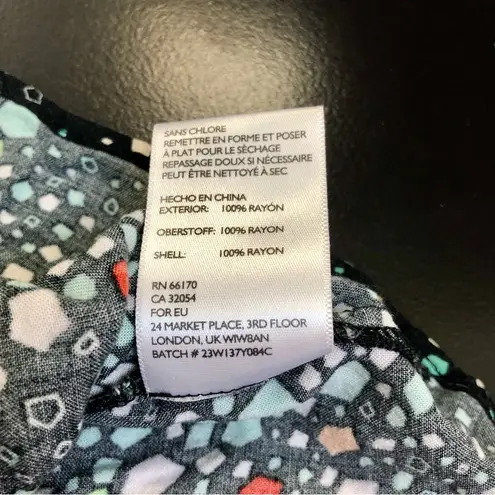 SANS CHLORE
REMETTRE EN FORME ET POSER
À PLAT POUR LE SÉCHAGE
REPASSAGE DOUX SI NÉCESSAIRE
PEUT ÊTRE NETTOYÉ À SEC
HECHO EN CHINA
EXTERIOR: 100% RAYÓN
OBERSTOFF: 100% RAYON
SHELL: 100% RAYON
RN 66170
CA 32054
FOR EU
24 MARKET PLACE, 3RD FLOOR
LONDON, UK WIWBAN
BATCH # 23W137Y084C